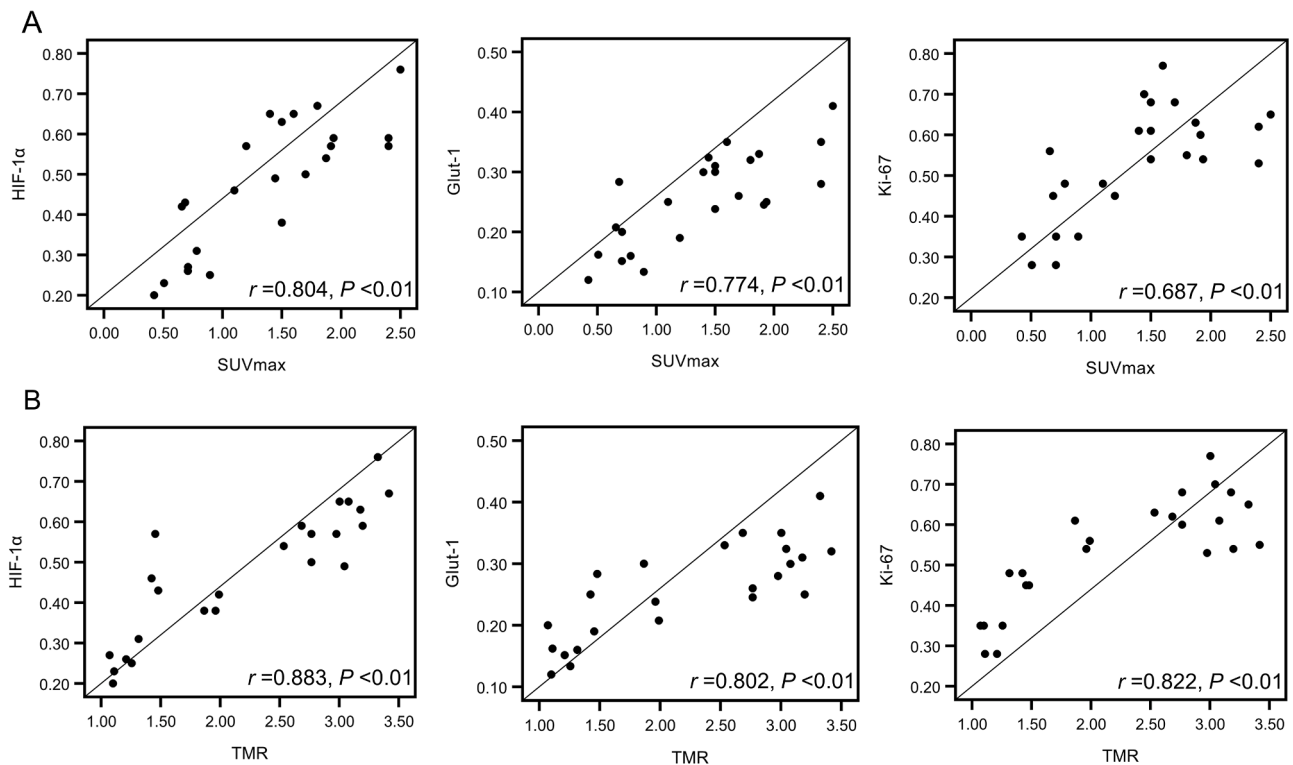 A
HIF-1α
0.80
0.70
0.60
0.50
0.40
0.30
0.20
r =0.804, P <0.01
0.00 0.50 1.00 1.50 2.00 2.50
SUVmax
Glut-1
0.50
0.40
0.30
0.20
0.10
r =0.774, P <0.01
0.00 0.50 1.00 1.50 2.00 2.50
SUVmax
Ki-67
0.80
0.70
0.60
0.50
0.40
0.30
0.20
r =0.687, P <0.01
0.00 0.50 1.00 1.50 2.00 2.50
SUVmax
B
HIF-1α
0.80
0.70
0.60
0.50
0.40
0.30
0.20
r =0.883, P <0.01
1.00 1.50 2.00 2.50 3.00 3.50
TMR
Glut-1
0.50
0.40
0.30
0.20
0.10
r =0.802, P <0.01
1.00 1.50 2.00 2.50 3.00 3.50
TMR
Ki-67
0.80
0.70
0.60
0.50
0.40
0.30
0.20
r =0.822, P <0.01
1.00 1.50 2.00 2.50 3.00 3.50
TMR